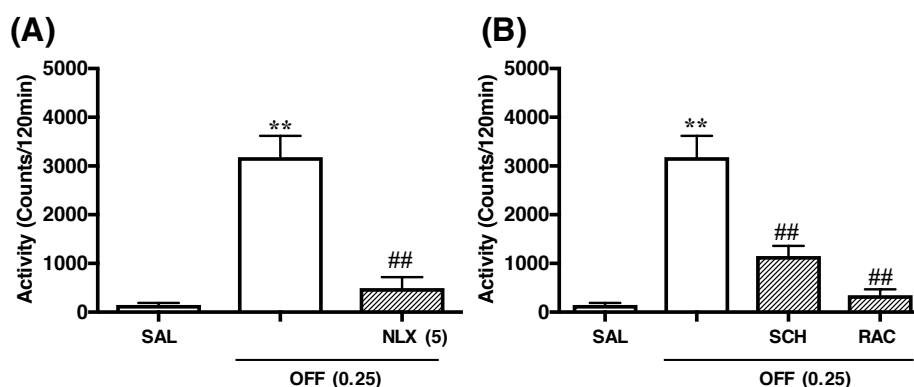 (A)
Activity (Counts/120min)
5000
4000
3000
2000
1000
0
**
##
SAL
NLX (5)
OFF (0.25)
(B)
Activity (Counts/120min)
5000
4000
3000
2000
1000
0
**
##
##
SAL
SCH
RAC
OFF (0.25)